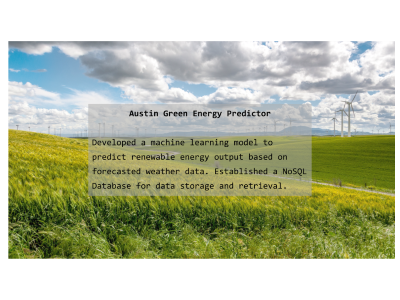 Austin Green Energy Predictor
Developed a machine learning model to
predict renewable energy output based on
forecasted weather data. Established a NoSQL
Database for data storage and retrieval.